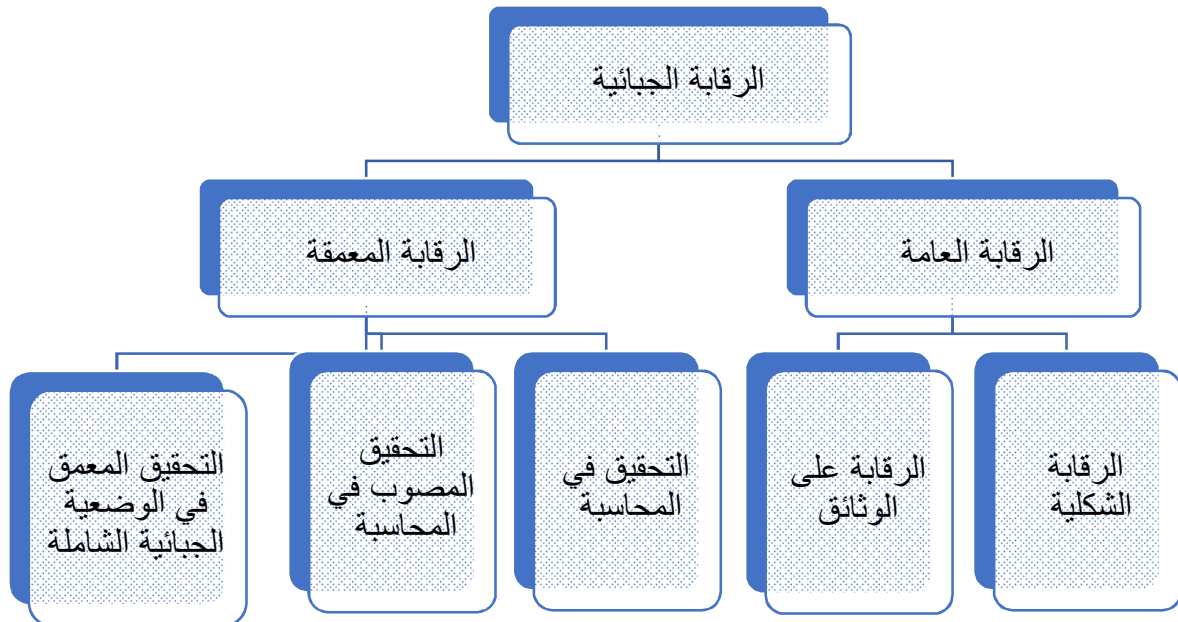 الرقابة الجبائية
الرقابة العامة
الرقابة المعمقة
الرقابة
الشكلية
الرقابة على
الوثائق
التحقيق في
المحاسبة
التحقيق
المصوب في
المحاسبة
التحقيق المعمق
في الوضعية
الجبائية الشاملة